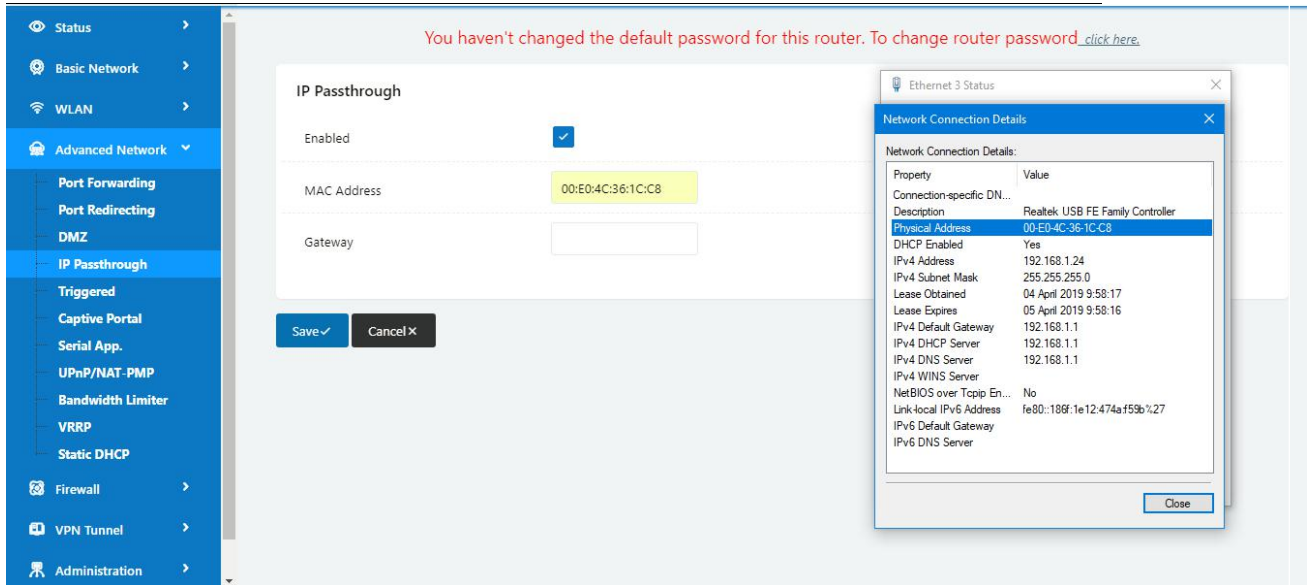 You haven't changed the default password for this router. To change router password click here.
Status
Basic Network
WLAN
Advanced Network
Port Forwarding
Port Redirecting
DMZ
IP Passthrough
Triggered
Captive Portal
Serial App.
UPnP/NAT-PMP
Bandwidth Limiter
VRRP
Static DHCP
Firewall
VPN Tunnel
Administration
IP Passthrough
Enabled
MAC Address 00:E0:4C:36:1C:C8
Gateway
Save Cancel
Ethernet 3 Status
Network Connection Details
Network Connection Details:
Property Value
Connection-specific DN...
Description Realtek USB FE Family Controller
Physical Address 00-E0-4C-36-1C-C8
DHCP Enabled Yes
IPv4 Address 192.168.1.24
IPv4 Subnet Mask 255.255.255.0
Lease Obtained 04 April 2019 9:58:17
Lease Expires 05 April 2019 9:58:16
IPv4 Default Gateway 192.168.1.1
IPv4 DHCP Server 192.168.1.1
IPv4 DNS Server 192.168.1.1
IPv4 WINS Server
NetBIOS over Tcpip En... No
Link-local IPv6 Address fe80::186f:1e12:474a:f59b%27
IPv6 Default Gateway
IPv6 DNS Server
Close